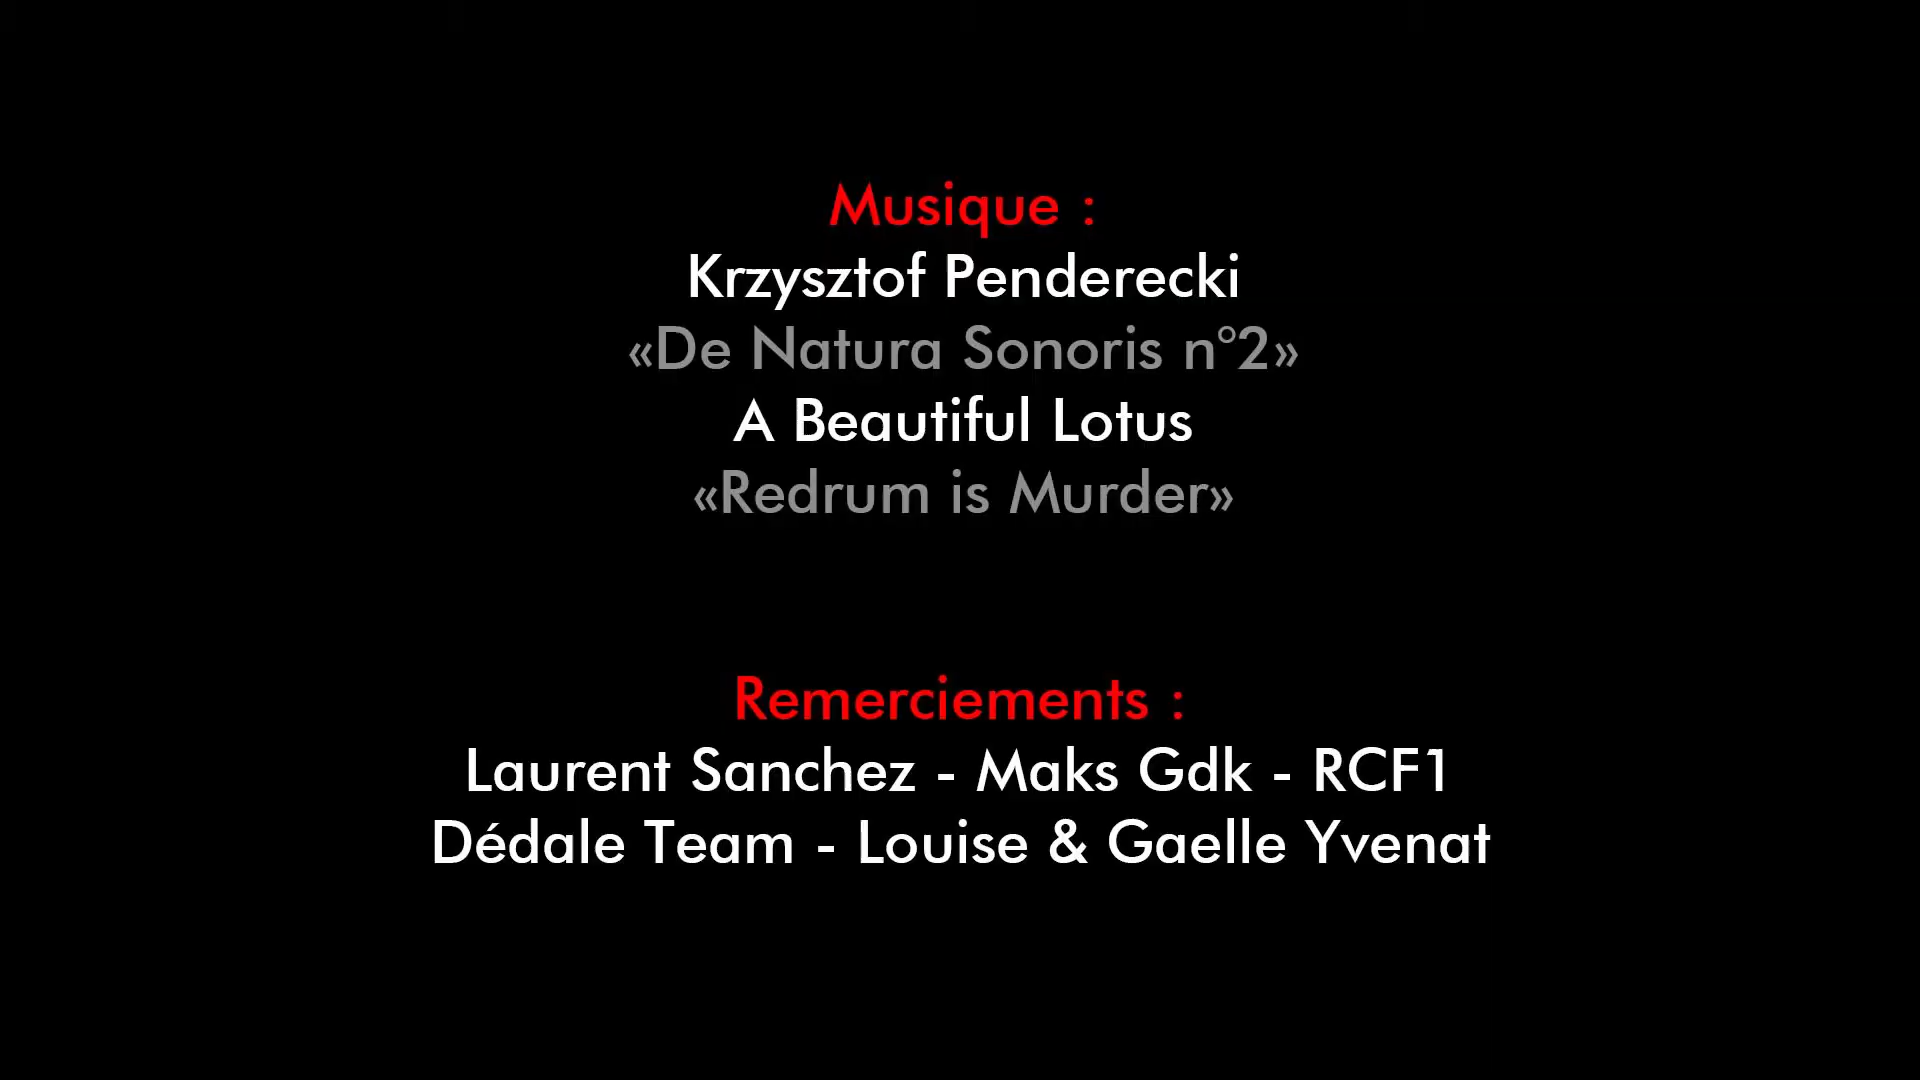 Musique :
Krzysztof Penderecki
«De Natura Sonoris n°2»
A Beautiful Lotus
«Redrum is Murder»
Remerciements :
Laurent Sanchez - Maks Gdk - RCF1
Dédale Team - Louise & Gaelle Yvenat